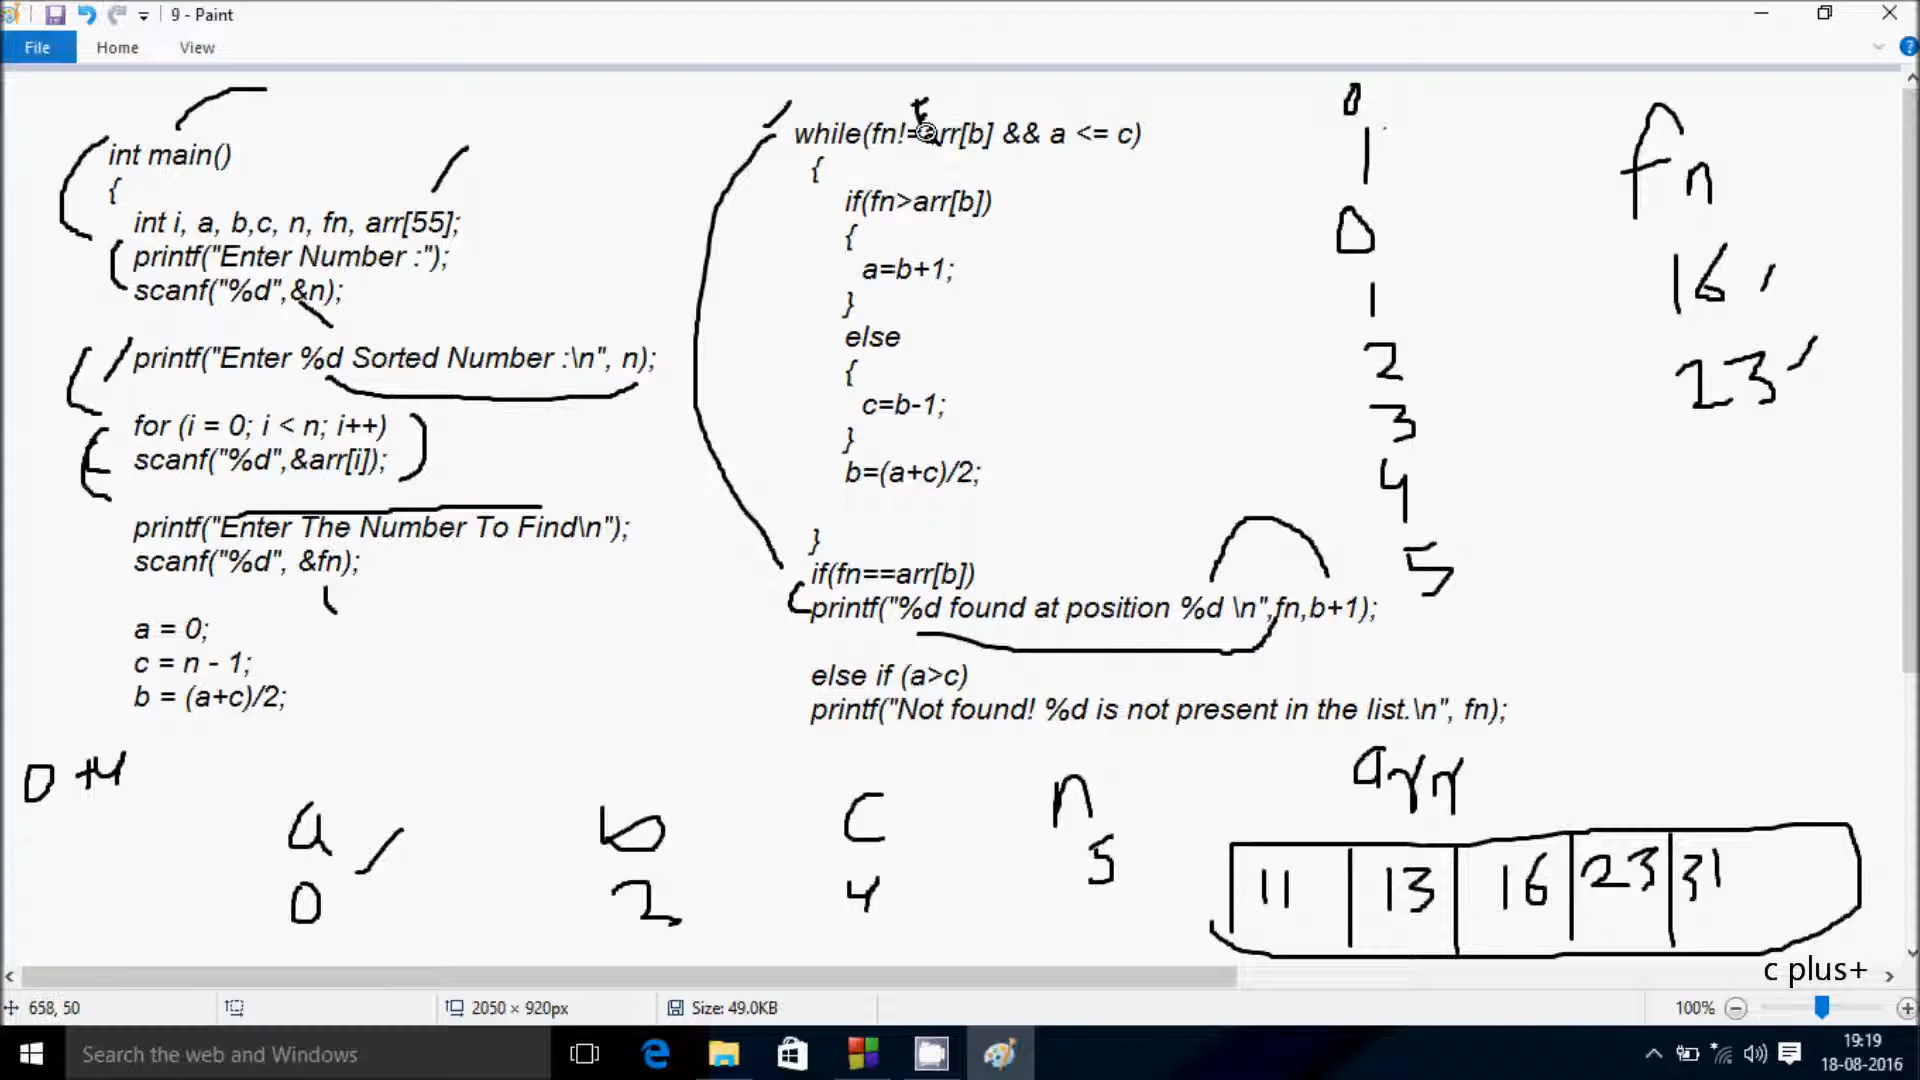 9 - Paint
File Home View
int main()
{
int i, a, b,c, n, fn, arr[55];
printf("Enter Number :");
scanf("%d",&n);
printf("Enter %d Sorted Number :\n", n);
for (i = 0; i < n; i++)
scanf("%d",&arr[i]);
printf("Enter The Number To Find\n");
scanf("%d", &fn);
a = 0;
c = n - 1;
b = (a+c)/2;
t
while(fn!=arr[b] && a <= c)
{
if(fn>arr[b])
{
a=b+1;
}
else
{
c=b-1;
}
b=(a+c)/2;
}
if(fn==arr[b])
printf("%d found at position %d \n",fn,b+1);
else if (a>c)
printf("Not found! %d is not present in the list.\n", fn);
0
1
0
1
2
3
4
5
fn
16
23
0+4
a b c n arr
0 2 4 5 11 13 16 23 31
c plus+
658, 50 2050 × 920px Size: 49.0KB 100%
Search the web and Windows
19:19
18-08-2016